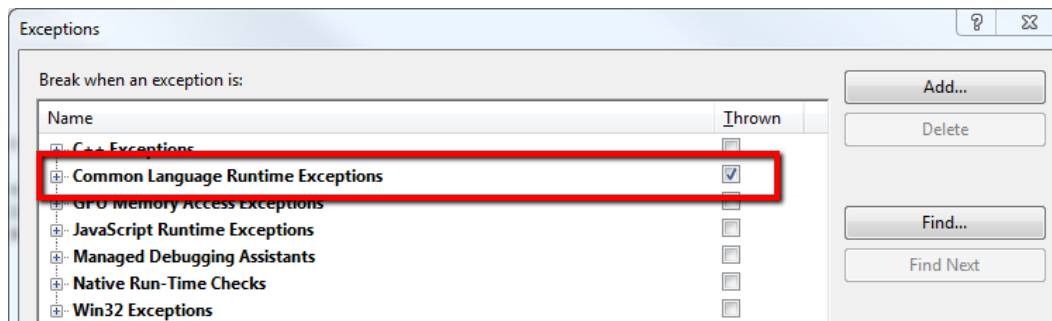 Exceptions
Break when an exception is:
Name Thrown
C++ Exceptions
Common Language Runtime Exceptions
GPU Memory Access Exceptions
JavaScript Runtime Exceptions
Managed Debugging Assistants
Native Run-Time Checks
Win32 Exceptions
Add...
Delete
Find...
Find Next